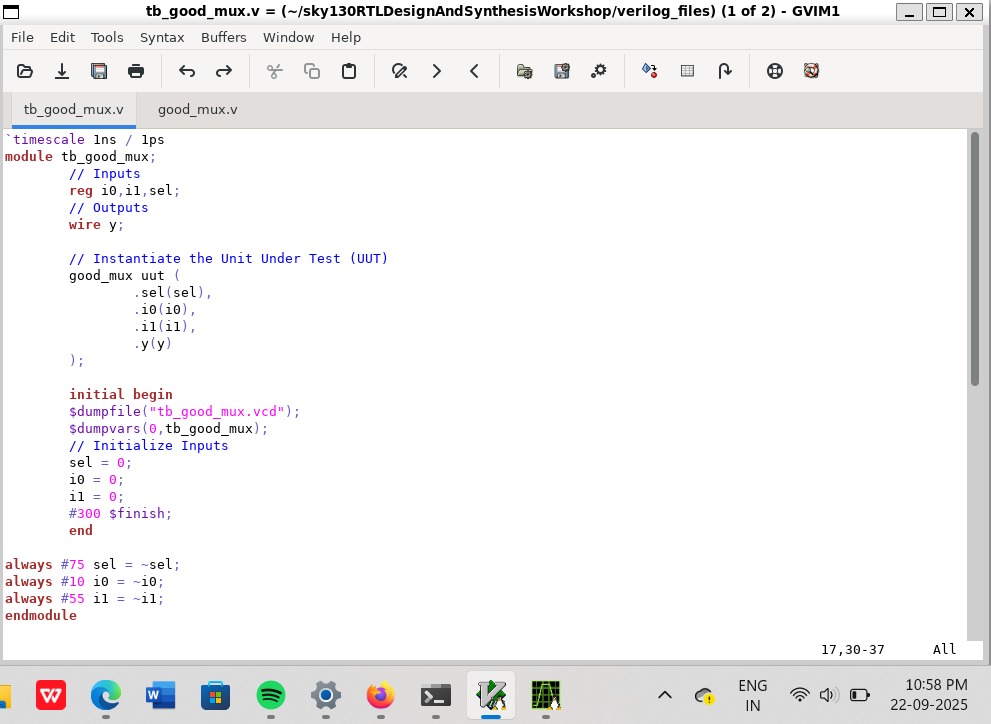 tb_good_mux.v = (~/sky130RTLDesignAndSynthesisWorkshop/verilog_files) (1 of 2) - GVIM1
File Edit Tools Syntax Buffers Window Help
tb_good_mux.v good_mux.v
`timescale 1ns / 1ps
module tb_good_mux;
        // Inputs
        reg i0,i1,sel;
        // Outputs
        wire y;

        // Instantiate the Unit Under Test (UUT)
        good_mux uut (
                .sel(sel),
                .i0(i0),
                .i1(i1),
                .y(y)
        );

        initial begin
        $dumpfile("tb_good_mux.vcd");
        $dumpvars(0,tb_good_mux);
        // Initialize Inputs
        sel = 0;
        i0 = 0;
        i1 = 0;
        #300 $finish;
        end

always #75 sel = ~sel;
always #10 i0 = ~i0;
always #55 i1 = ~i1;
endmodule
17,30-37 All
W
W
ENG
IN
10:58 PM
22-09-2025